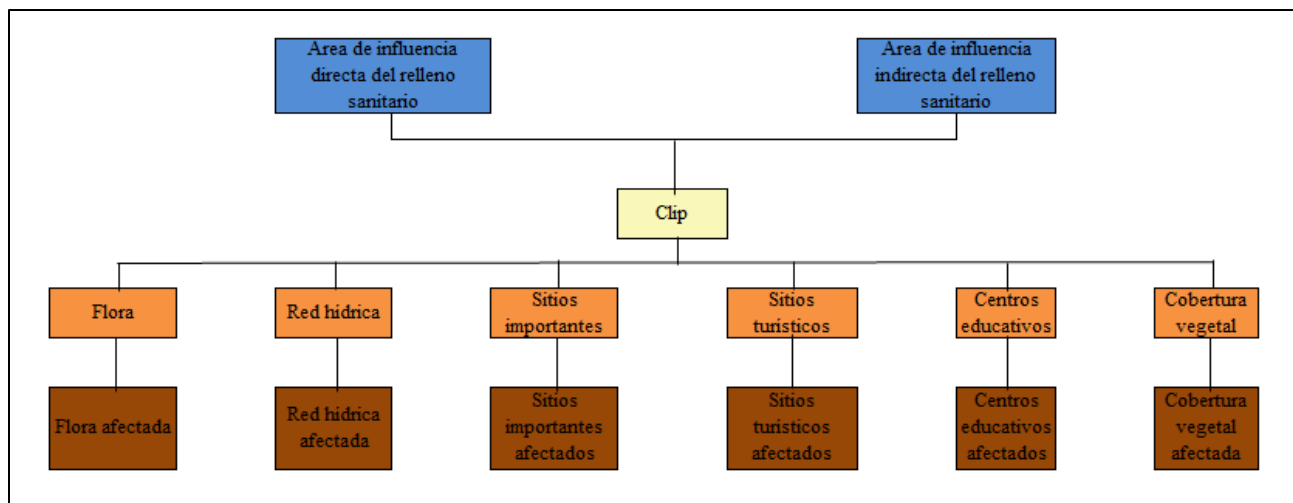 Area de influencia
directa del relleno
sanitario
Area de influencia
indirecta del relleno
sanitario
Clip
Flora
Red hídrica
Sitios
importantes
Sitios
turísticos
Centros
educativos
Cobertura
vegetal
Flora afectada
Red hídrica
afectada
Sitios
importantes
afectados
Sitios
turísticos
afectados
Centros
educativos
afectados
Cobertura
vegetal
afectada